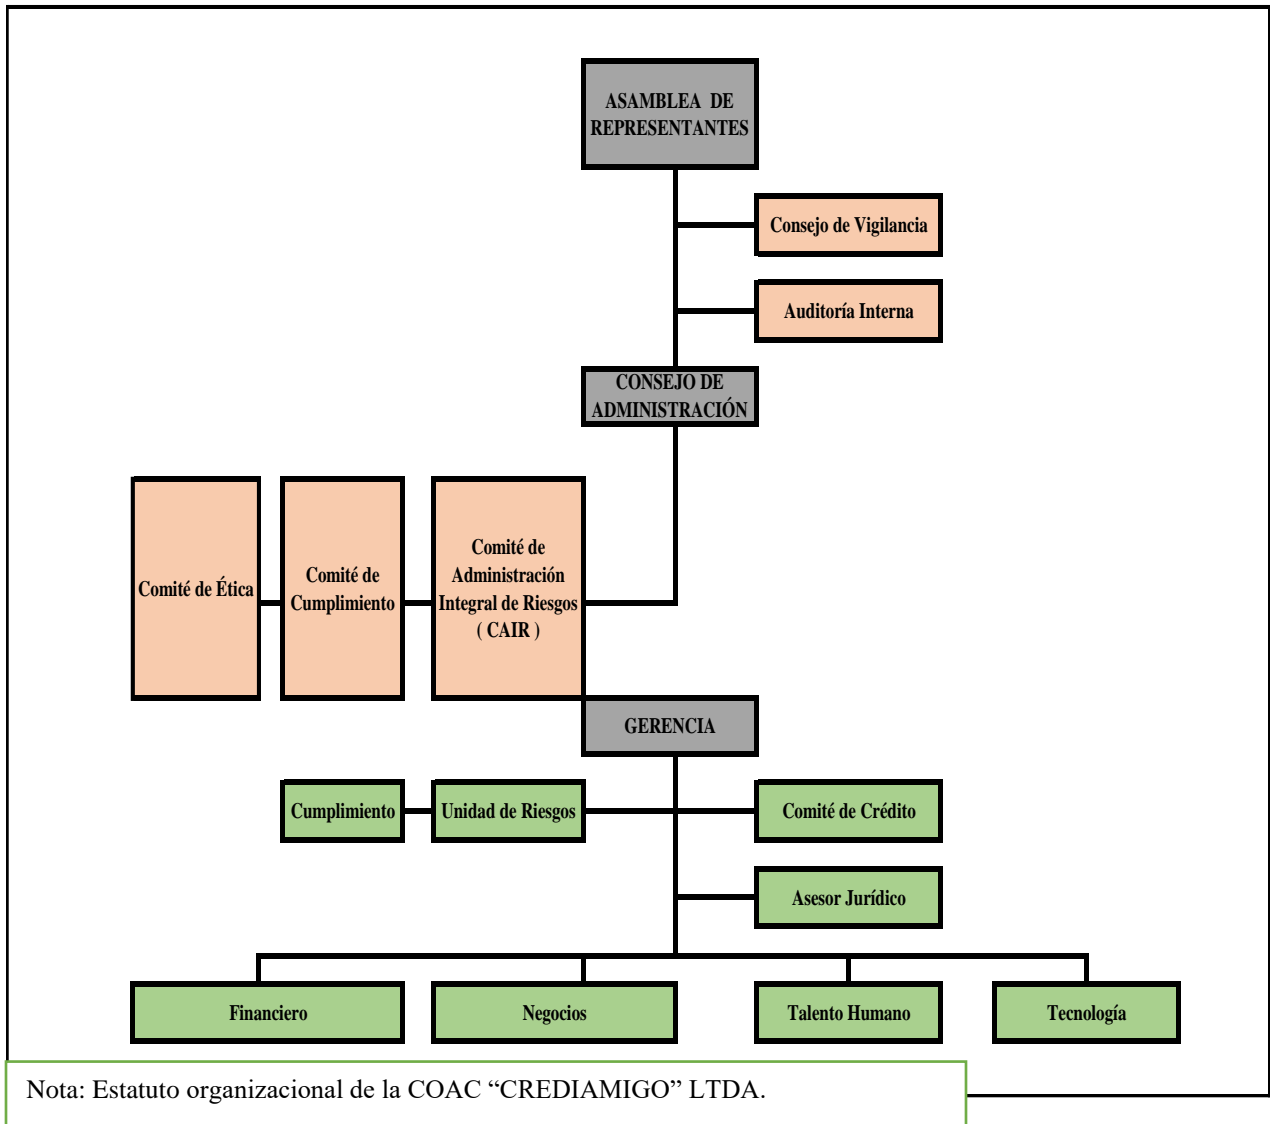 ASAMBLEA DE
REPRESENTANTES
Consejo de Vigilancia
Auditoría Interna
CONSEJO DE
ADMINISTRACIÓN
Comité de Ética
Comité de
Cumplimiento
Comité de
Administración
Integral de Riesgos
( CAIR )
GERENCIA
Cumplimiento
Unidad de Riesgos
Comité de Crédito
Asesor Jurídico
Financiero
Negocios
Talento Humano
Tecnología
Nota: Estatuto organizacional de la COAC “CREDIAMIGO” LTDA.